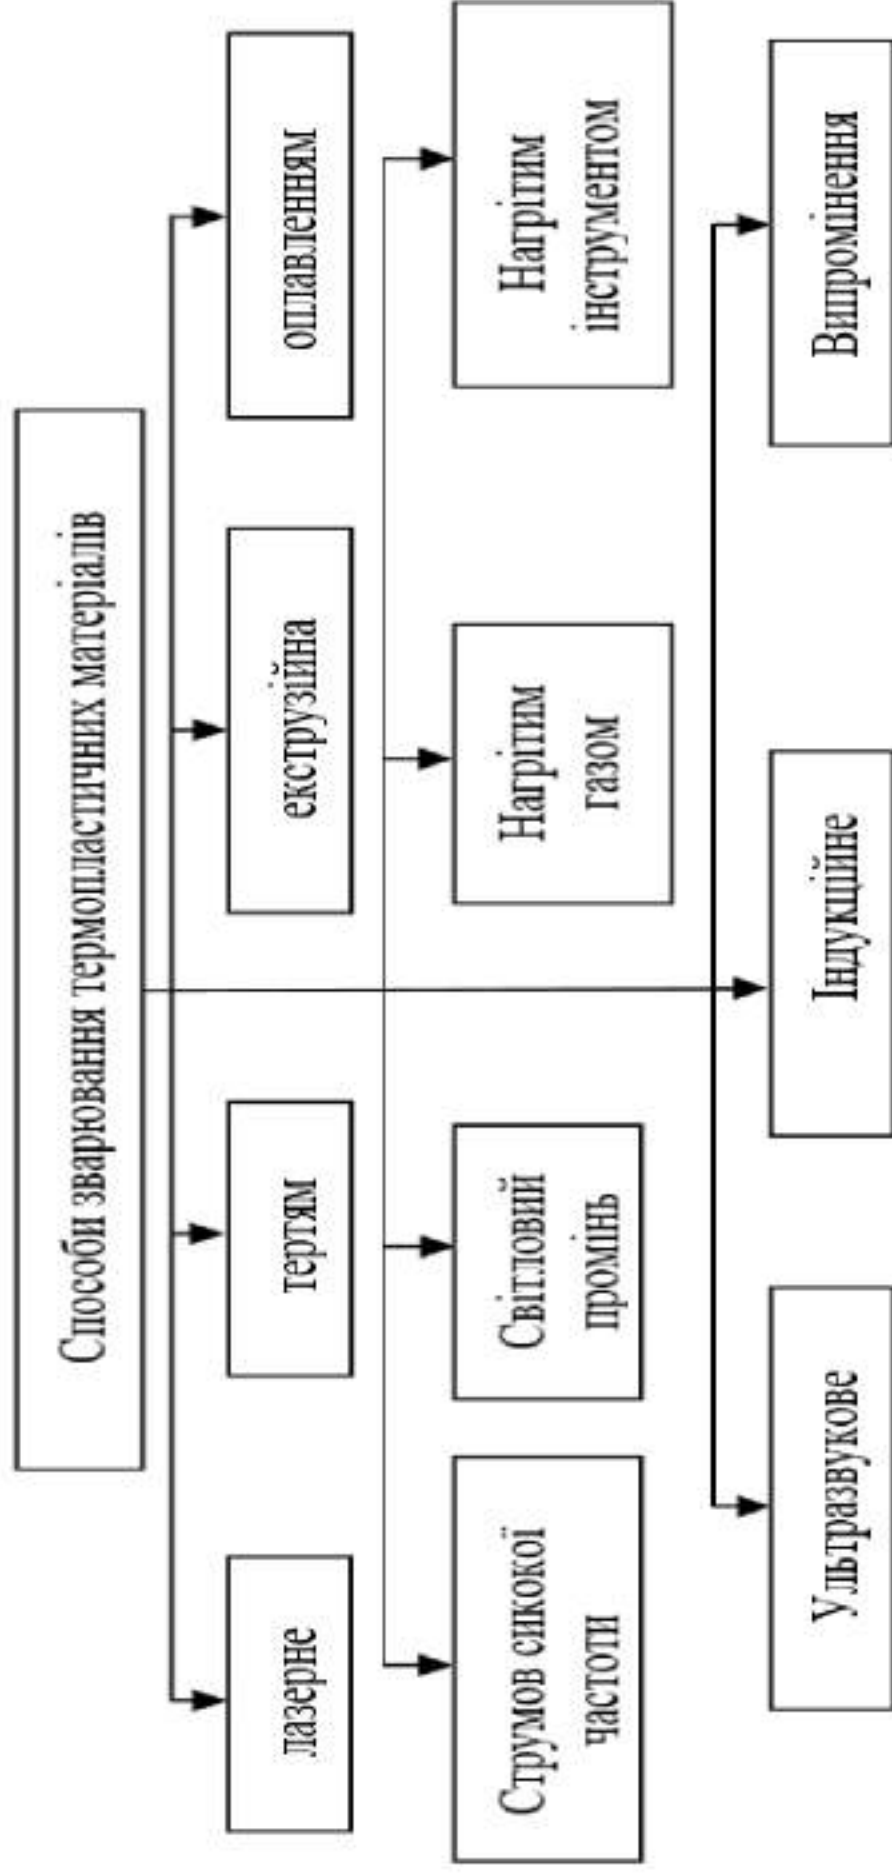 Способи зварювання термопластичних матеріалів
лазерне
тертям
екструзійна
оплавленням
Струмов сикокої
частоти
Світловий
промінь
Нагрітим
газом
Нагрітим
інструментом
Ультразвукове
Індукційне
Випромінення